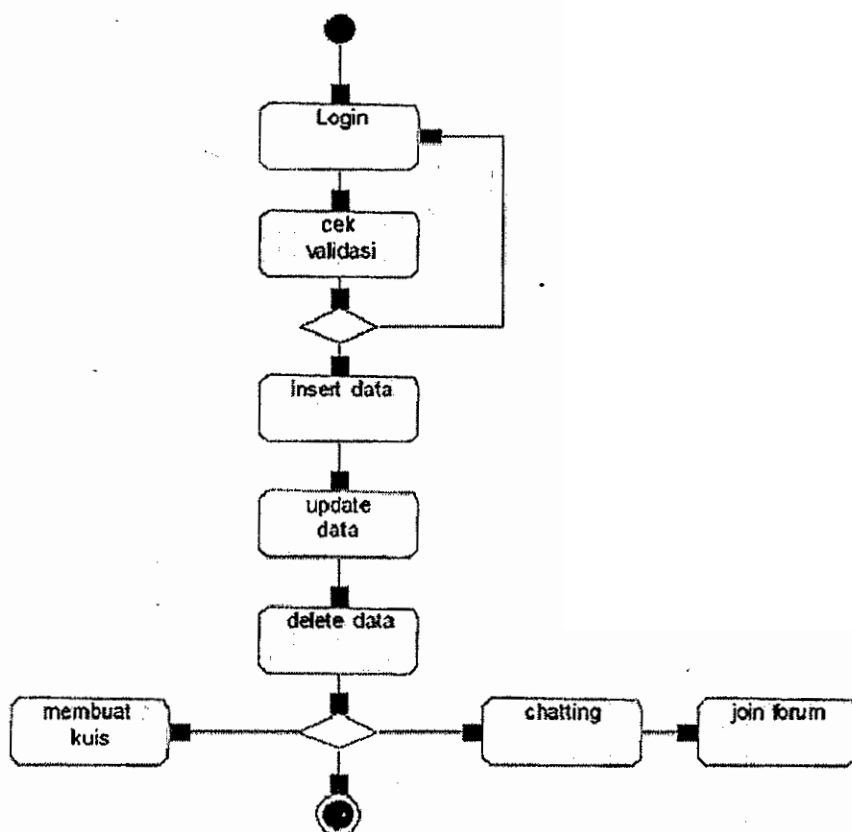 Login
cek
validasi
insert data
update
data
delete data
membuat
kuis
chatting
join forum